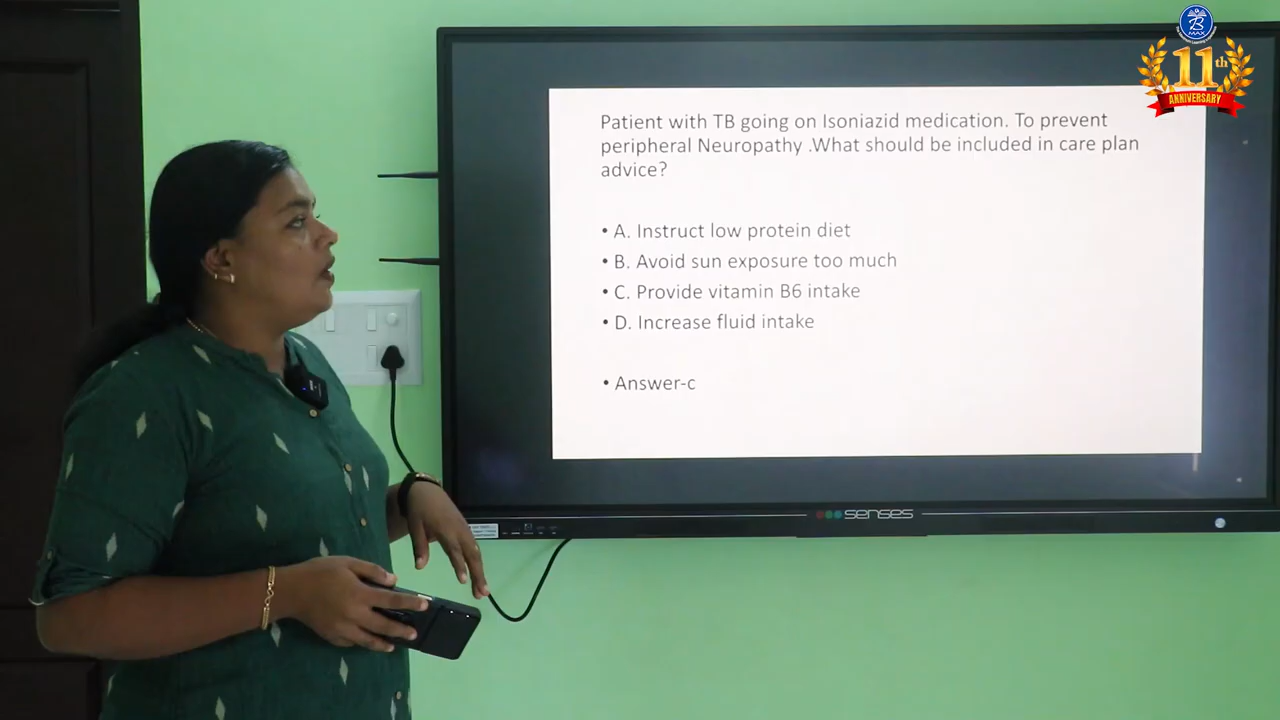 B
MAX
11th
ANNIVERSARY
Patient with TB going on Isoniazid medication. To prevent
peripheral Neuropathy .What should be included in care plan
advice?
• A. Instruct low protein diet
• B. Avoid sun exposure too much
• C. Provide vitamin B6 intake
• D. Increase fluid intake
• Answer-c
senses